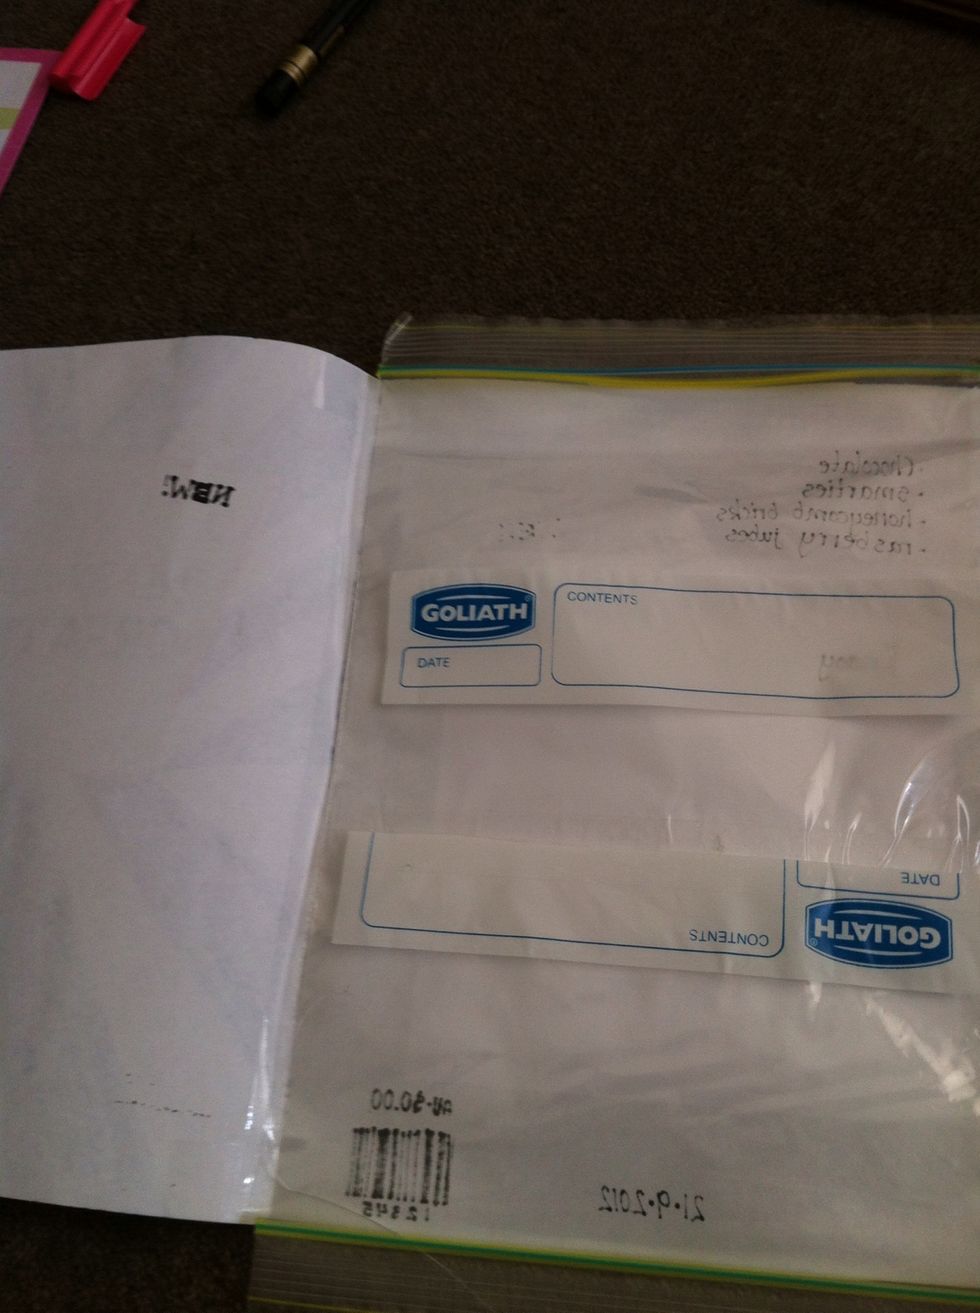 NEW!
· Chocolate
· smarties
· honeycomb bricks
· rasberry jubes
GOLIATH®
CONTENTS
DATE
DATE
GOLIATH®
CONTENTS
AU-$0.00
12345
21·9·2012